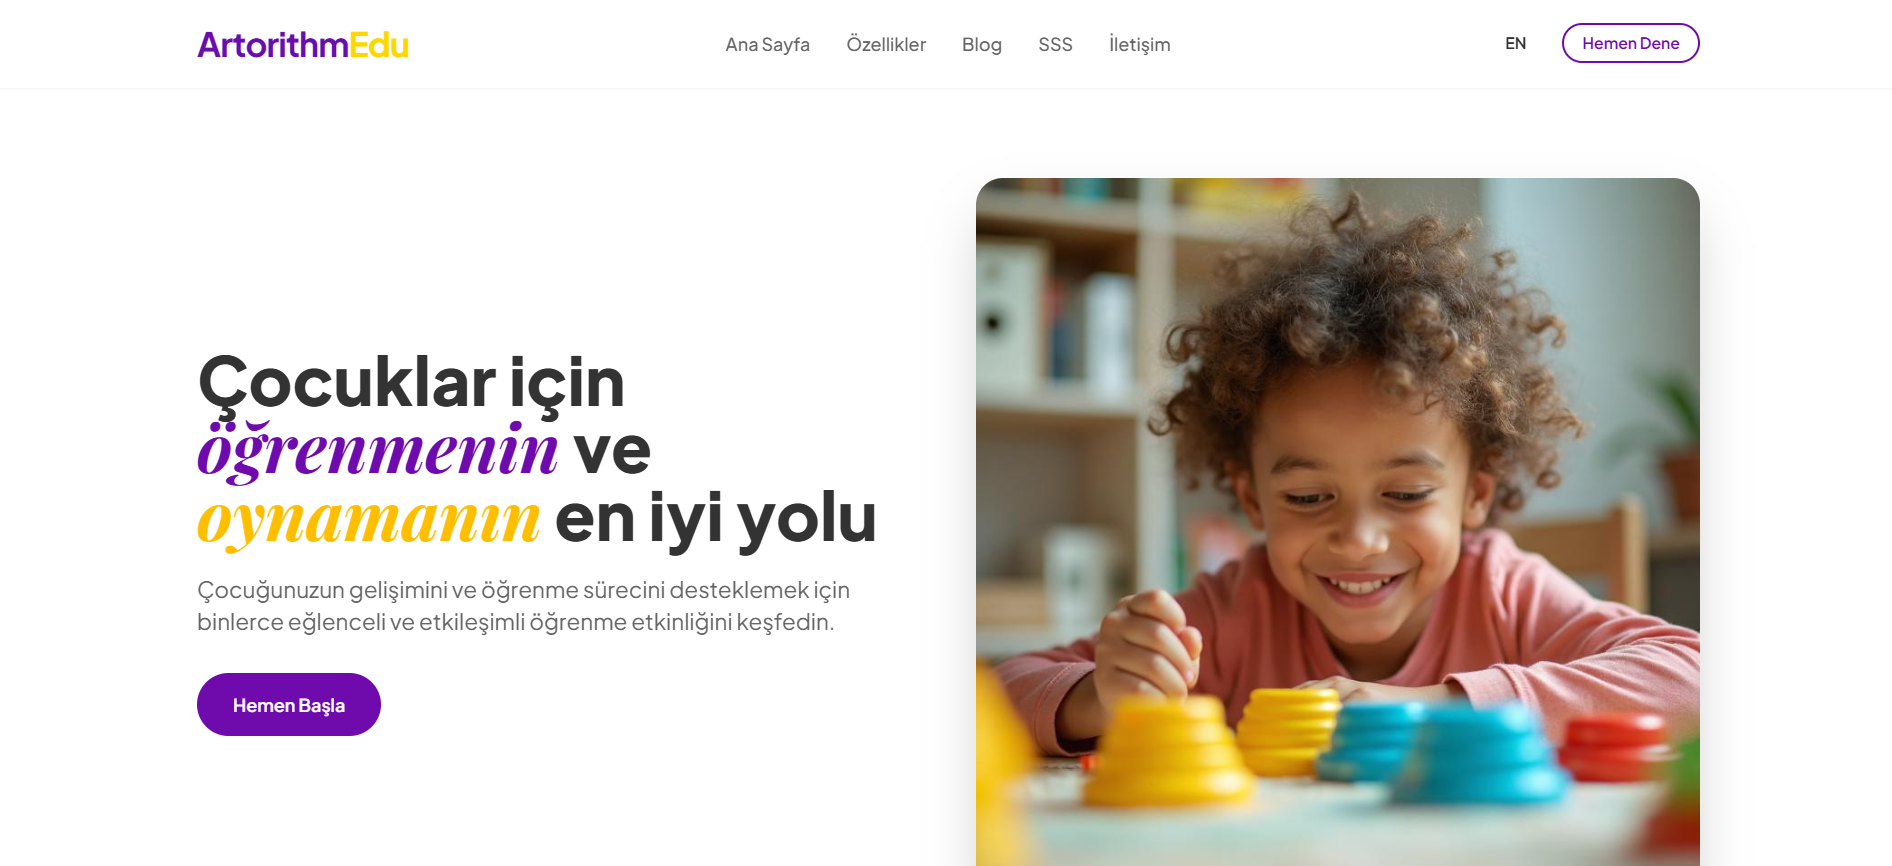 ArtorithmEdu
Ana Sayfa
Özellikler
Blog
SSS
İletişim
EN
Hemen Dene
Çocuklar için
öğrenmenin ve
oynamanın en iyi yolu
Çocuğunuzun gelişimini ve öğrenme sürecini desteklemek için
binlerce eğlenceli ve etkileşimli öğrenme etkinliğini keşfedin.
Hemen Başla